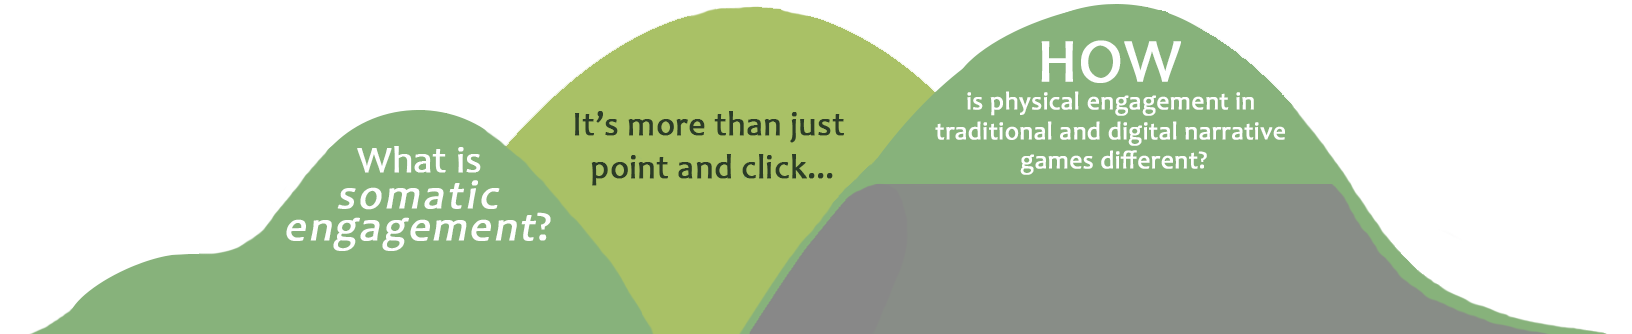 What is
somatic
engagement?
It's more than just
point and click...
HOW
is physical engagement in
traditional and digital narrative
games different?